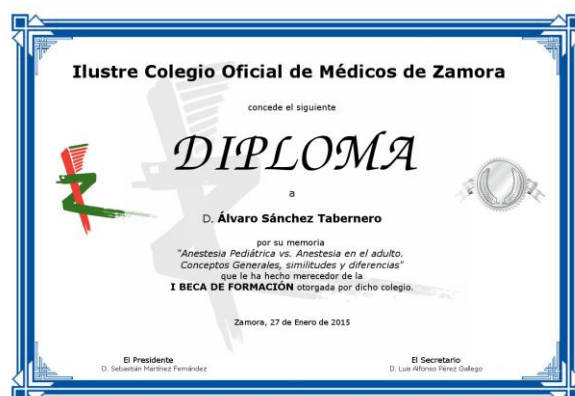 Ilustre Colegio Oficial de Médicos de Zamora
concede el siguiente
DIPLOMA
a
D. Álvaro Sánchez Tabernero
por su memoria
"Anestesia Pediátrica vs. Anestesia en el adulto.
Conceptos Generales, similitudes y diferencias"
que le ha hecho merecedor de la
I BECA DE FORMACIÓN otorgada por dicho colegio.
Zamora, 27 de Enero de 2015
El Presidente
D. Sebastián Martínez Fernández
El Secretario
D. Luis Alfonso Pérez Gallego